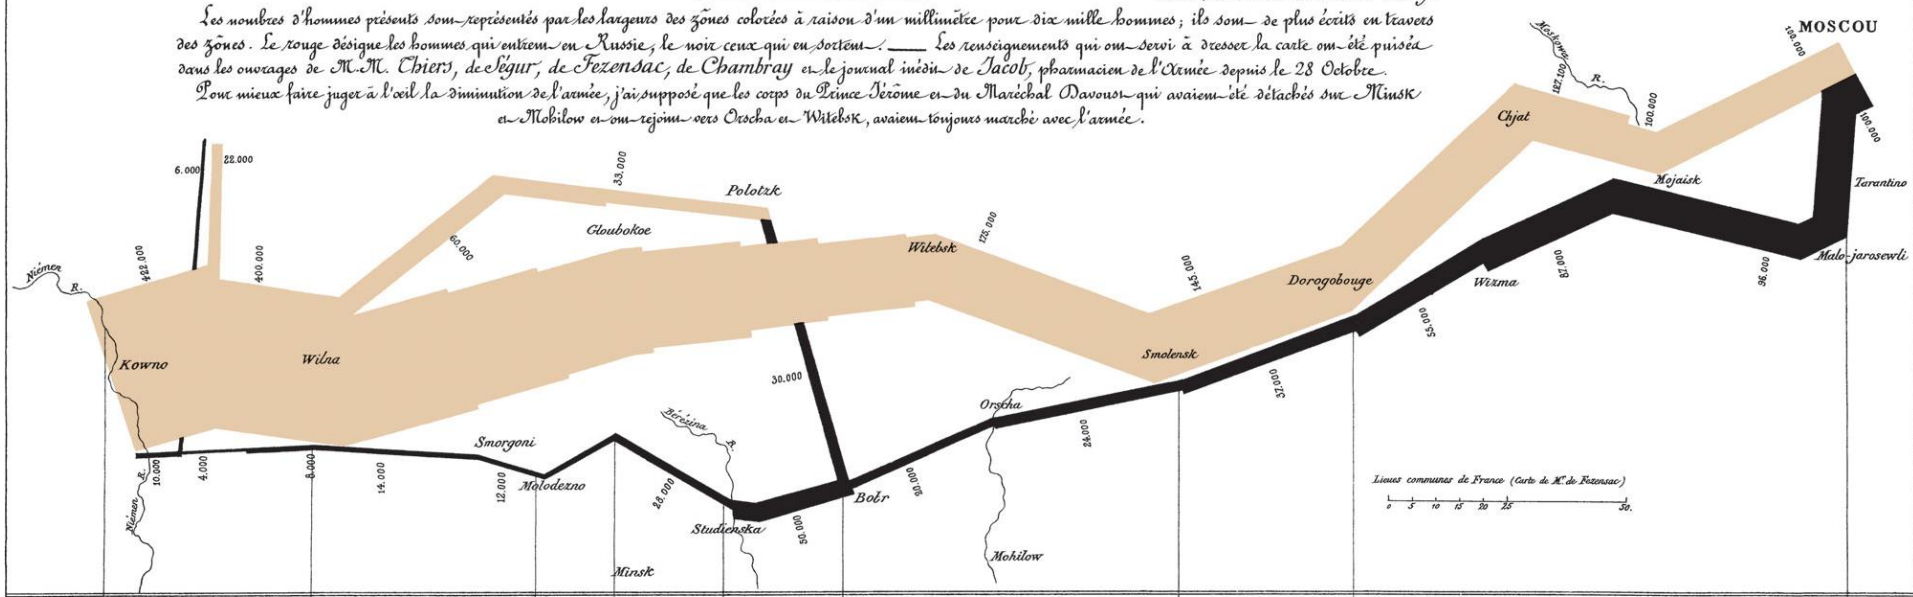 Les nombres d'hommes présents sont représentés par les largeurs des zônes colorées à raison d'un millimètre pour dix mille hommes; ils sont de plus écrits en travers
des zônes. Le rouge désigne les hommes qui entrent en Russie, le noir ceux qui en sortent. — Les renseignements qui ont servi à dresser la carte ont été puisés
dans les ouvrages de M.M. Thiers, de Ségur, de Fezensac, de Chambray et le journal inédit de Jacob, pharmacien de l'Armée depuis le 28 Octobre.
Pour mieux faire juger à l'œil la diminution de l'armée, j'ai supposé que les corps du Prince Jérôme et du Maréchal Davoust qui avaient été détachés sur Minsk
et Mohilow et ont rejoint vers Orscha et Witebsk, avaient toujours marché avec l'armée.
MOSCOU
Moskowa
R.
100.000
127.100
100.000
100.000
Chjat
Mojaisk
Tarantino
Malo-jarosewli
6.000
22.000
33.000
Polotzk
Gloubokoe
60.000
175.000
Witebsk
422.000
400.000
Niémen
R.
145.000
Dorogobouge
Wizma
87.000
96.000
55.000
Kowno
Wilna
Smolensk
30.000
37.000
Orscha
24.000
Bérézina
R.
Smorgoni
10.000
4.000
8.000
14.000
12.000
Molodezno
28.000
20.000
Bobr
Studienska
50.000
Niémen
R.
Minsk
Mohilow
Lieues communes de France (Carte de M. de Fezensac)
0 5 10 15 20 25 50.